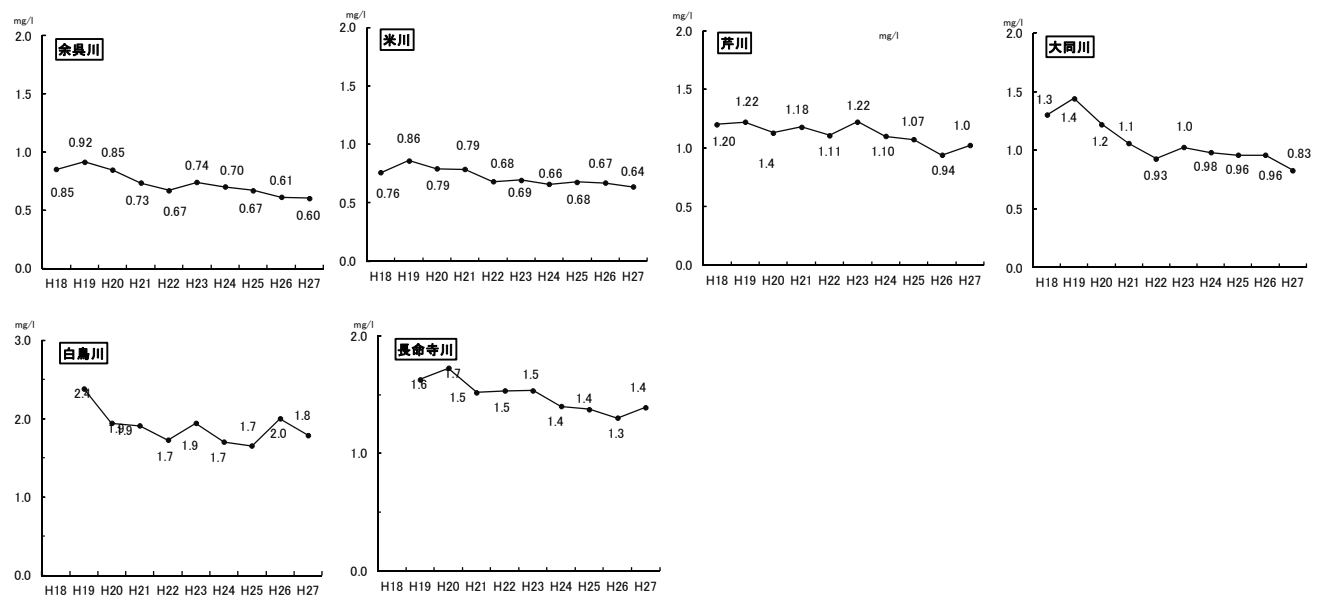 mg/l
余呉川
2.0
1.5
1.0
0.5
0.0
0.85 0.92 0.85 0.73 0.67 0.74 0.70 0.67 0.61 0.60
H18 H19 H20 H21 H22 H23 H24 H25 H26 H27
mg/l
米川
2.0
1.5
1.0
0.5
0.0
0.76 0.86 0.79 0.79 0.68 0.69 0.66 0.68 0.67 0.64
H18 H19 H20 H21 H22 H23 H24 H25 H26 H27
mg/l
芹川
mg/l
2.0
1.5
1.0
0.5
0.0
1.20 1.22 1.4 1.18 1.11 1.22 1.10 1.07 0.94 1.0
H18 H19 H20 H21 H22 H23 H24 H25 H26 H27
mg/l
大同川
2.0
1.5
1.0
0.5
0.0
1.3 1.4 1.2 1.1 0.93 1.0 0.98 0.96 0.96 0.83
H18 H19 H20 H21 H22 H23 H24 H25 H26 H27
mg/l
白鳥川
3.0
2.0
1.0
0.0
2.4 1.9 1.9 1.7 1.9 1.7 1.7 2.0 1.8
H18 H19 H20 H21 H22 H23 H24 H25 H26 H27
mg/l
長命寺川
2.0
1.0
0.0
1.6 1.7 1.5 1.5 1.5 1.4 1.4 1.3 1.4
H18 H19 H20 H21 H22 H23 H24 H25 H26 H27